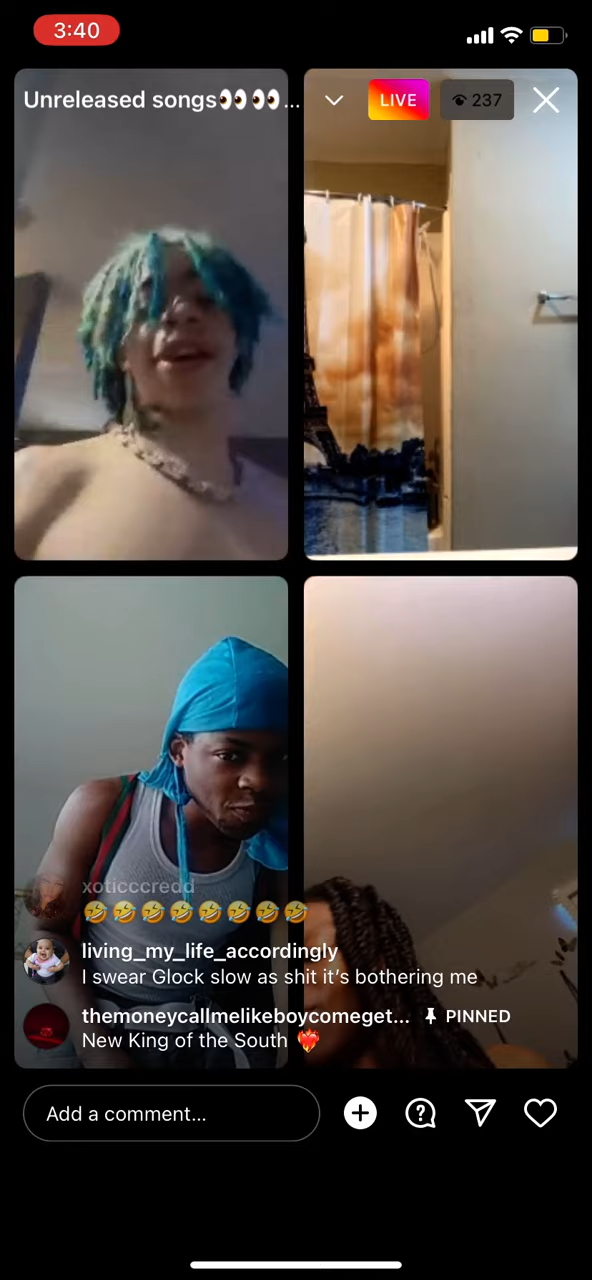 3:40
Unreleased songs👀👀...
LIVE
237
xoticccredd
🤣🤣🤣🤣🤣🤣🤣🤣
living_my_life_accordingly
I swear Glock slow as shit it's bothering me
themoneycallmelikeboycomeget... PINNED
New King of the South ❤️‍🔥
Add a comment...